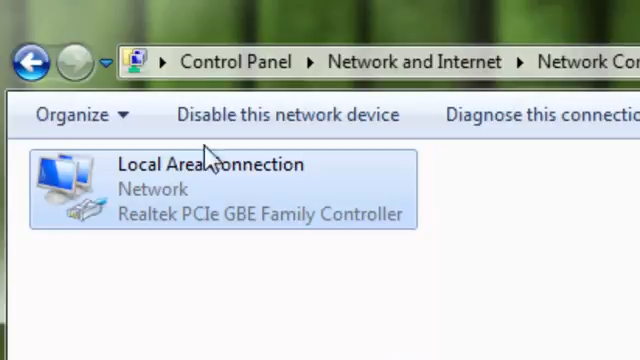 Control Panel Network and Internet Network
Organize Disable this network device Diagnose this
Local Area Connection
Network
Realtek PCIe GBE Family Controller